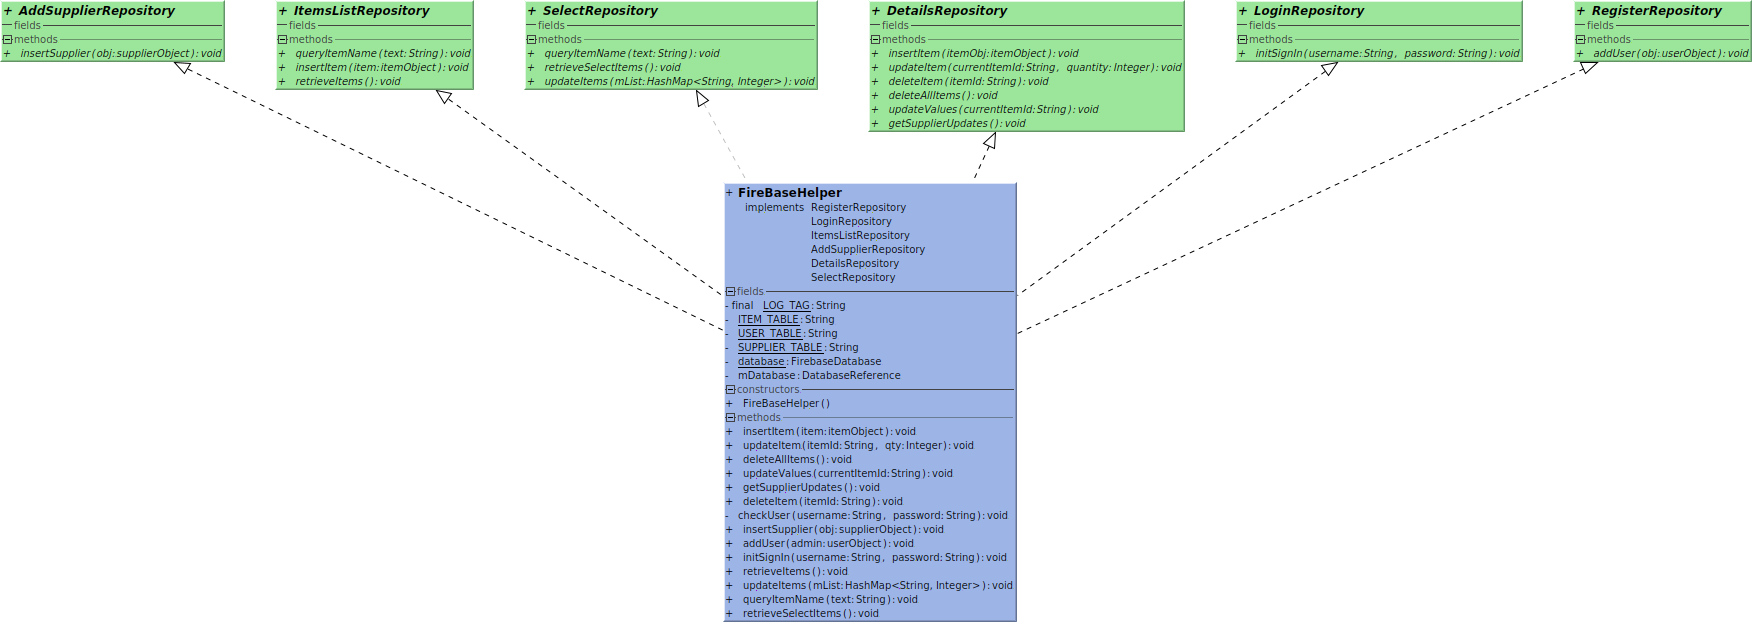 + AddSupplierRepository
fields
methods
+ insertSupplier(obj:supplierObject):void
+ ItemsListRepository
fields
methods
+ queryItemName(text:String):void
+ insertItem(item:itemObject):void
+ retrieveItems():void
+ SelectRepository
fields
methods
+ queryItemName(text:String):void
+ retrieveSelectItems():void
+ updateItems(mList:HashMap<String, Integer>):void
+ DetailsRepository
fields
methods
+ insertItem(itemObj:itemObject):void
+ updateItem(currentItemId:String, quantity:Integer):void
+ deleteItem(itemId:String):void
+ deleteAllItems():void
+ updateValues(currentItemId:String):void
+ getSupplierUpdates():void
+ LoginRepository
fields
methods
+ initSignIn(username:String, password:String):void
+ RegisterRepository
fields
methods
+ addUser(obj:userObject):void
+ FireBaseHelper
implements RegisterRepository
LoginRepository
ItemsListRepository
AddSupplierRepository
DetailsRepository
SelectRepository
fields
- final LOG_TAG:String
- ITEM_TABLE:String
- USER_TABLE:String
- SUPPLIER_TABLE:String
- database:FirebaseDatabase
- mDatabase:DatabaseReference
constructors
+ FireBaseHelper()
methods
+ insertItem(item:itemObject):void
+ updateItem(itemId:String, qty:Integer):void
+ deleteAllItems():void
+ updateValues(currentItemId:String):void
+ getSupplierUpdates():void
+ deleteItem(itemId:String):void
- checkUser(username:String, password:String):void
+ insertSupplier(obj:supplierObject):void
+ addUser(admin:userObject):void
+ initSignIn(username:String, password:String):void
+ retrieveItems():void
+ updateItems(mList:HashMap<String, Integer>):void
+ queryItemName(text:String):void
+ retrieveSelectItems():void